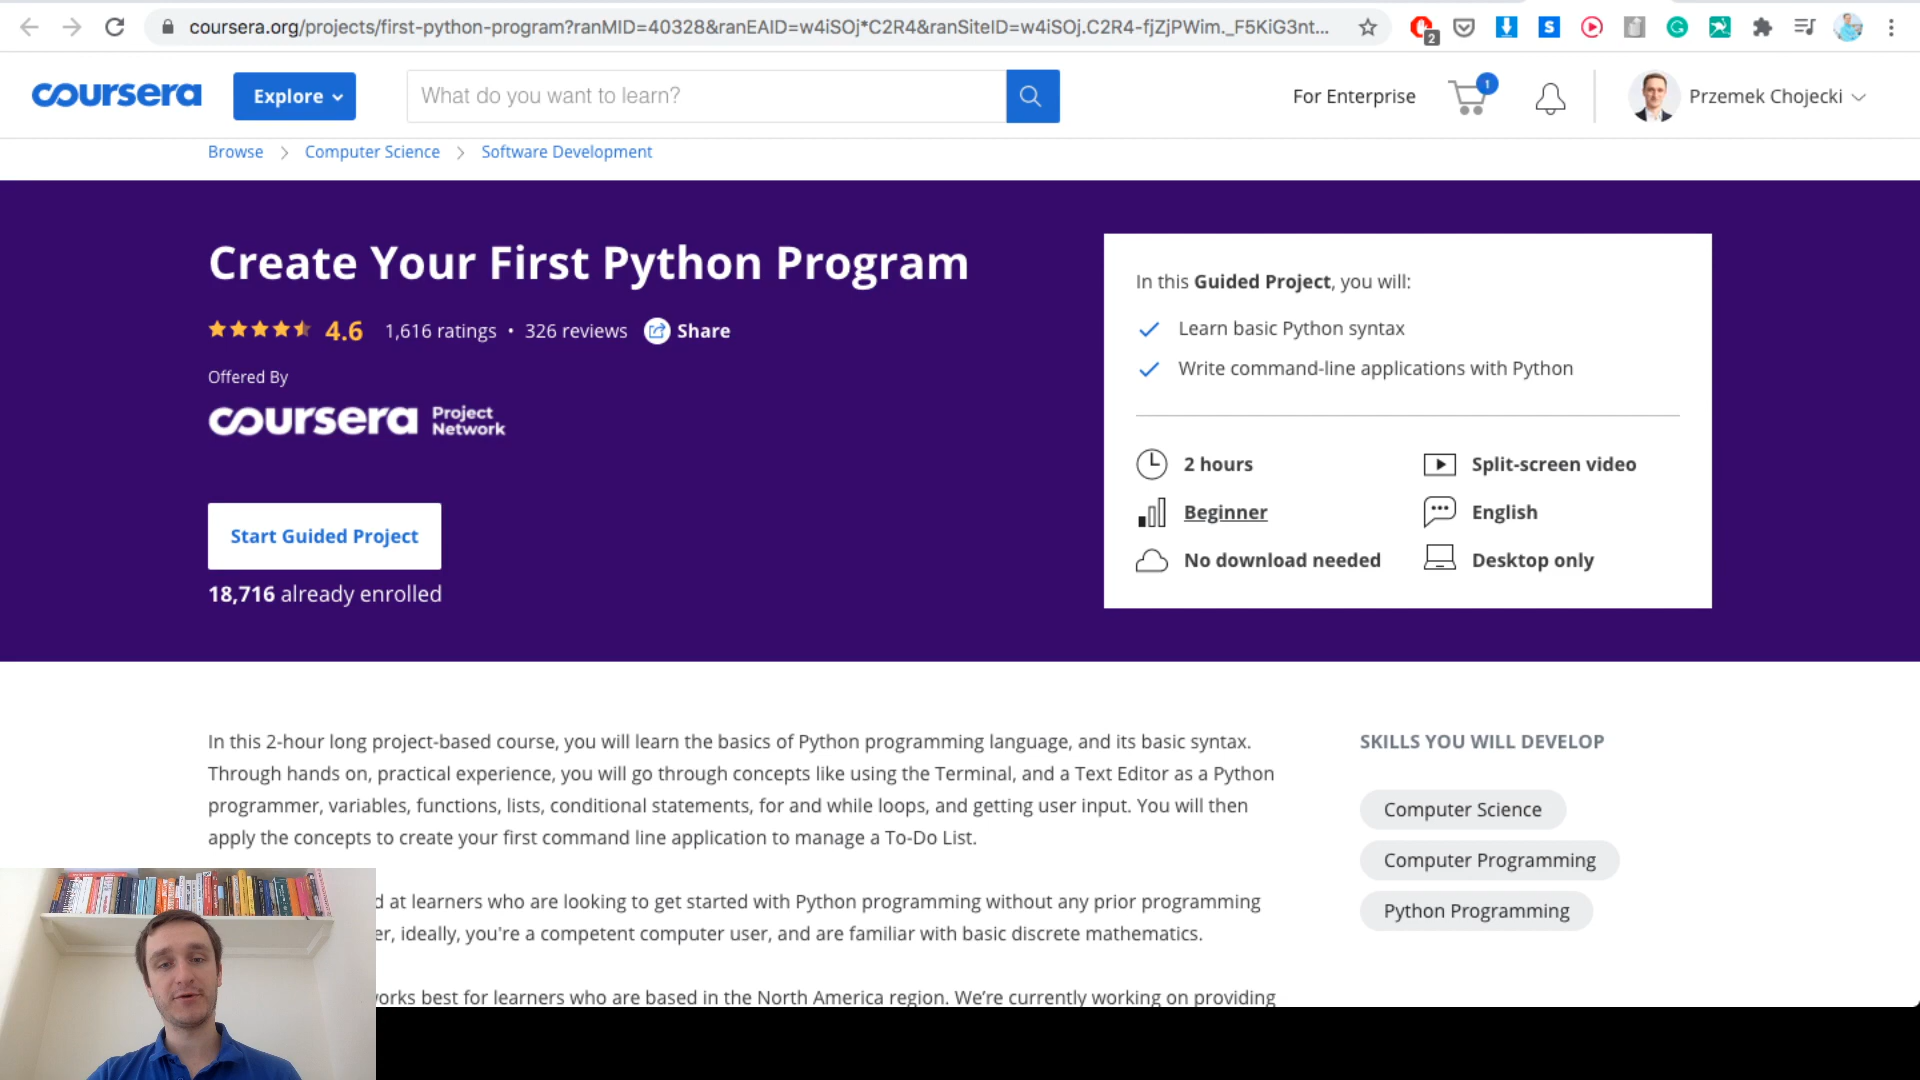 coursera.org/projects/first-python-program?ranMID=40328&ranEAID=w4iSOj*C2R4&ranSiteID=w4iSOj.C2R4-fjZjPWim._F5KiG3nt...
2
coursera
Explore
What do you want to learn?
For Enterprise
1
Przemek Chojecki
Browse > Computer Science > Software Development
Create Your First Python Program
4.6 1,616 ratings • 326 reviews Share
Offered By
coursera Project Network
Start Guided Project
18,716 already enrolled
In this Guided Project, you will:
Learn basic Python syntax
Write command-line applications with Python
2 hours
Split-screen video
Beginner
English
No download needed
Desktop only
In this 2-hour long project-based course, you will learn the basics of Python programming language, and its basic syntax.
Through hands on, practical experience, you will go through concepts like using the Terminal, and a Text Editor as a Python
programmer, variables, functions, lists, conditional statements, for and while loops, and getting user input. You will then
apply the concepts to create your first command line application to manage a To-Do List.
d at learners who are looking to get started with Python programming without any prior programming
er, ideally, you're a competent computer user, and are familiar with basic discrete mathematics.
orks best for learners who are based in the North America region. We're currently working on providing
SKILLS YOU WILL DEVELOP
Computer Science
Computer Programming
Python Programming